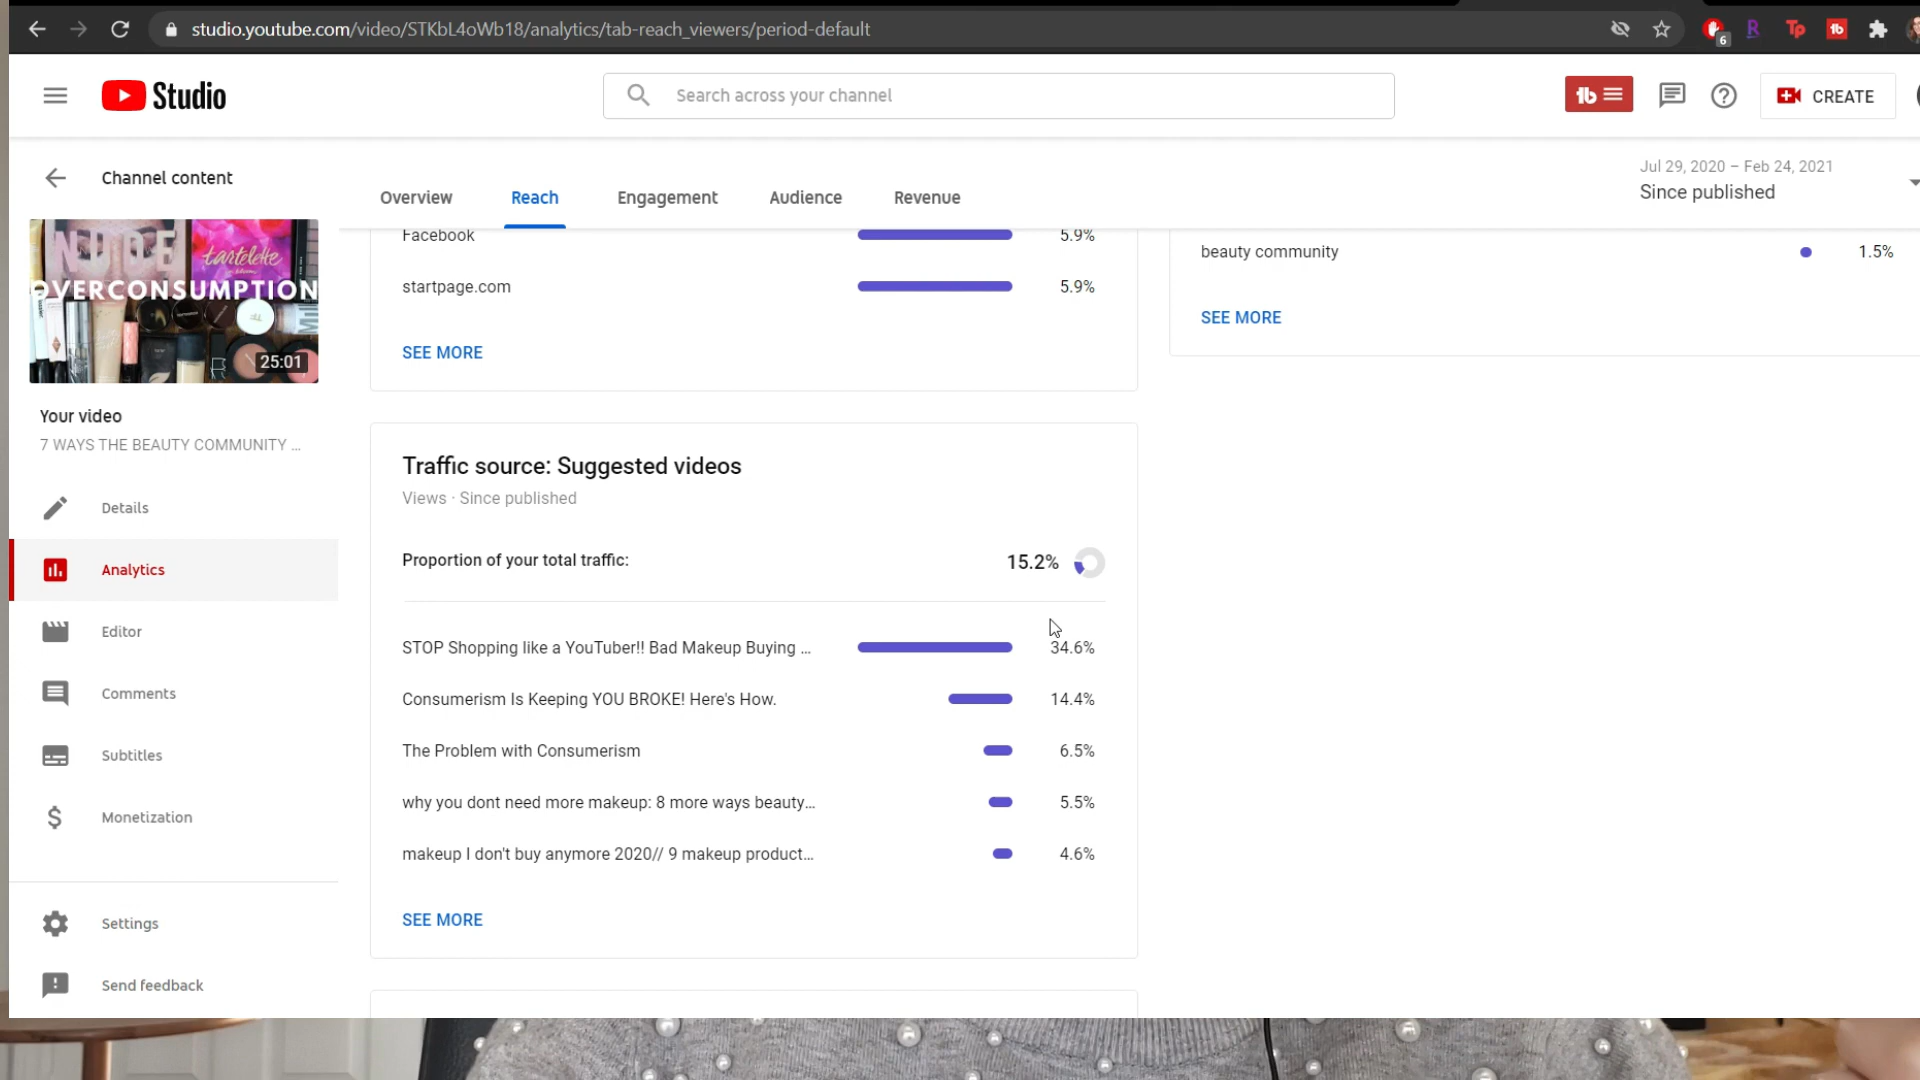 studio.youtube.com/video/STKbL4oWb18/analytics/tab-reach_viewers/period-default
6
R
Tp
tb
Studio
Search across your channel
tb
CREATE
Channel content
Overview
Reach
Engagement
Audience
Revenue
Jul 29, 2020 – Feb 24, 2021
Since published
NUDE
tartelette
OVERCONSUMPTION
25:01
Your video
7 WAYS THE BEAUTY COMMUNITY ...
Details
Analytics
Editor
Comments
Subtitles
Monetization
Settings
Send feedback
Facebook 5.9%
startpage.com 5.9%
SEE MORE
beauty community 1.5%
SEE MORE
Traffic source: Suggested videos
Views · Since published
Proportion of your total traffic: 15.2%
STOP Shopping like a YouTuber!! Bad Makeup Buying ... 34.6%
Consumerism Is Keeping YOU BROKE! Here's How. 14.4%
The Problem with Consumerism 6.5%
why you dont need more makeup: 8 more ways beauty... 5.5%
makeup I don't buy anymore 2020// 9 makeup product... 4.6%
SEE MORE